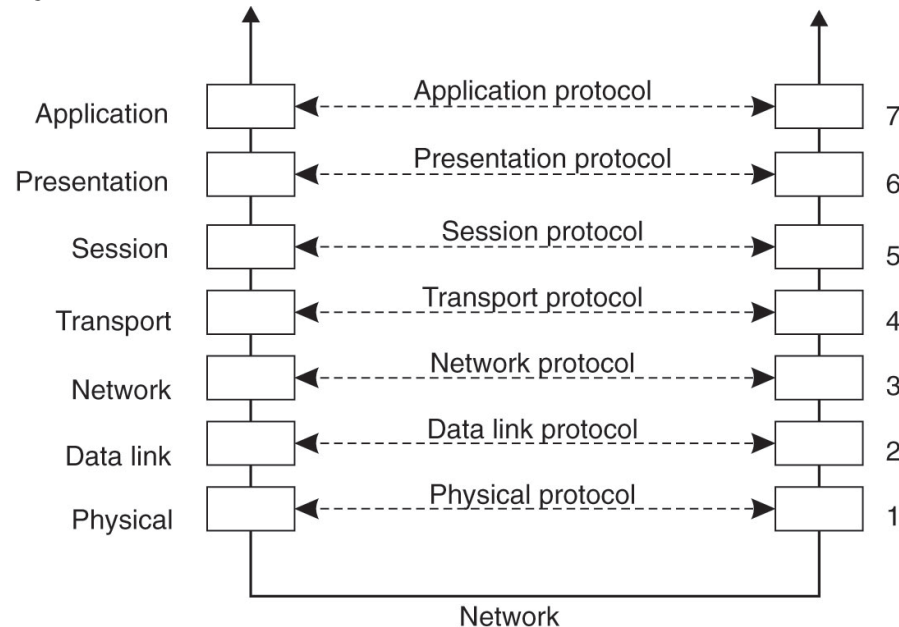 Application Application protocol 7
Presentation Presentation protocol 6
Session Session protocol 5
Transport Transport protocol 4
Network Network protocol 3
Data link Data link protocol 2
Physical Physical protocol 1
Network